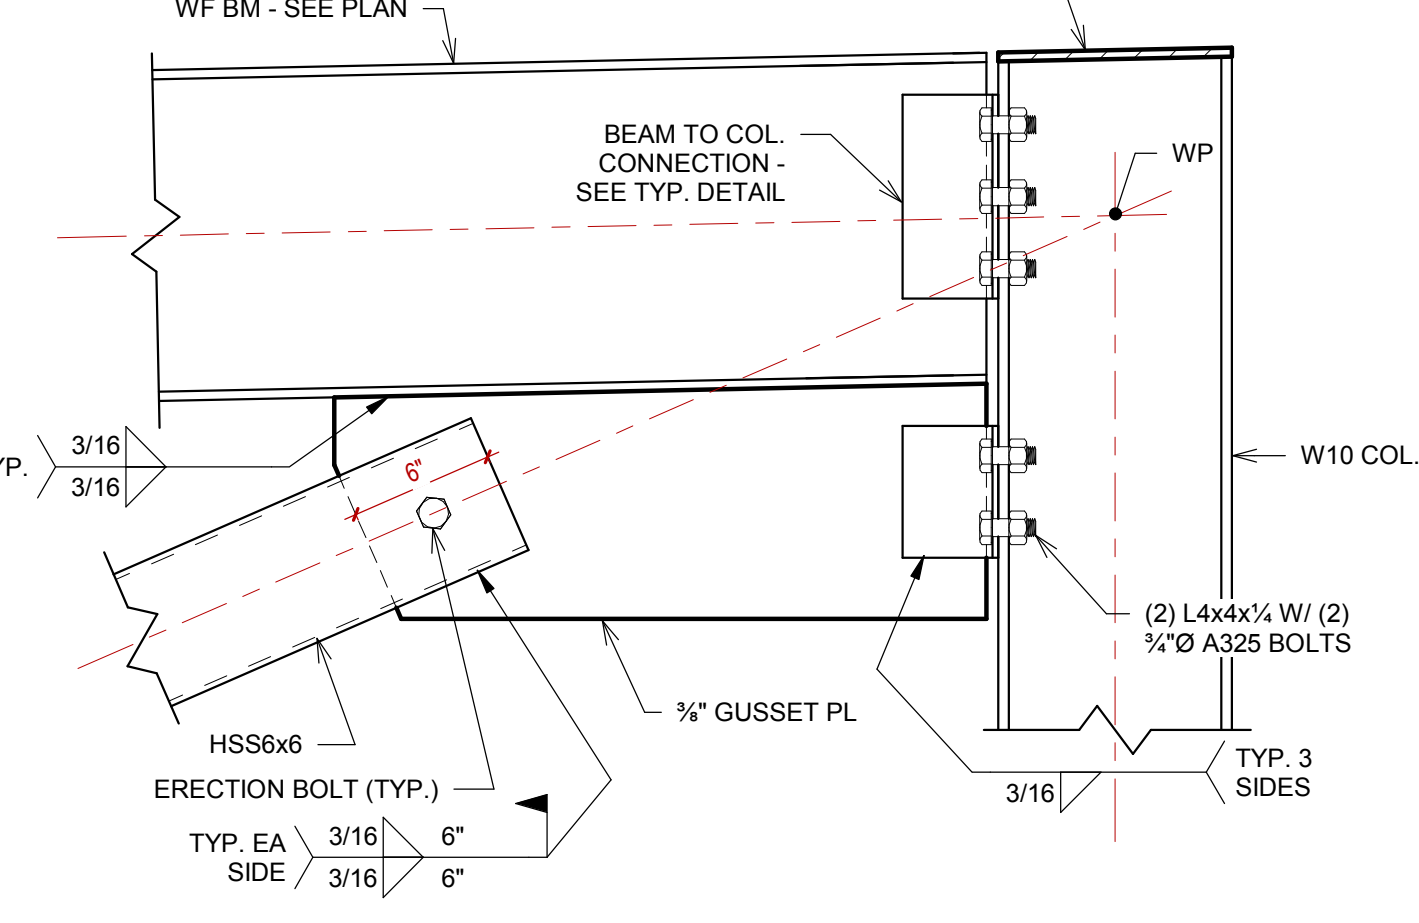 WF BM - SEE PLAN
BEAM TO COL.
CONNECTION -
SEE TYP. DETAIL
WP
3/16
3/16
6"
W10 COL.
(2) L4x4x¼ W/ (2)
¾"Ø A325 BOLTS
⅜" GUSSET PL
HSS6x6
ERECTION BOLT (TYP.)
TYP. 3
SIDES
3/16
TYP. EA
SIDE
3/16 6"
3/16 6"